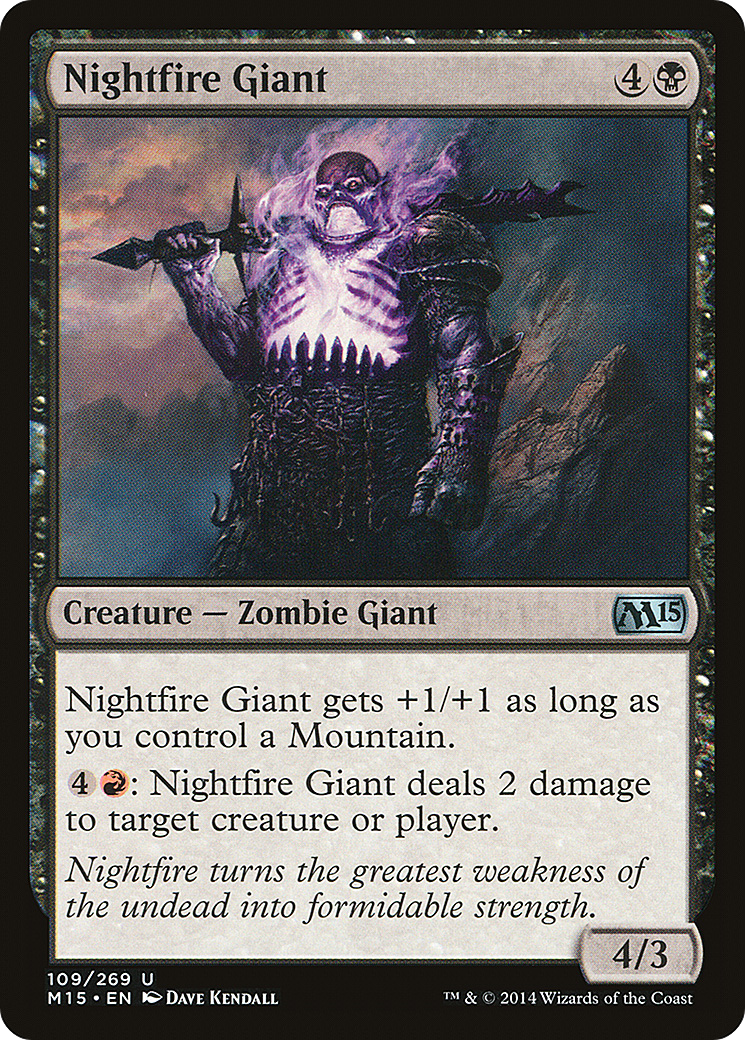 Nightfire Giant 4
Creature — Zombie Giant M15
Nightfire Giant gets +1/+1 as long as
you control a Mountain.
4 : Nightfire Giant deals 2 damage
to target creature or player.
Nightfire turns the greatest weakness of
the undead into formidable strength.
4/3
109/269 U
M15 • EN DAVE KENDALL ™ & © 2014 Wizards of the Coast